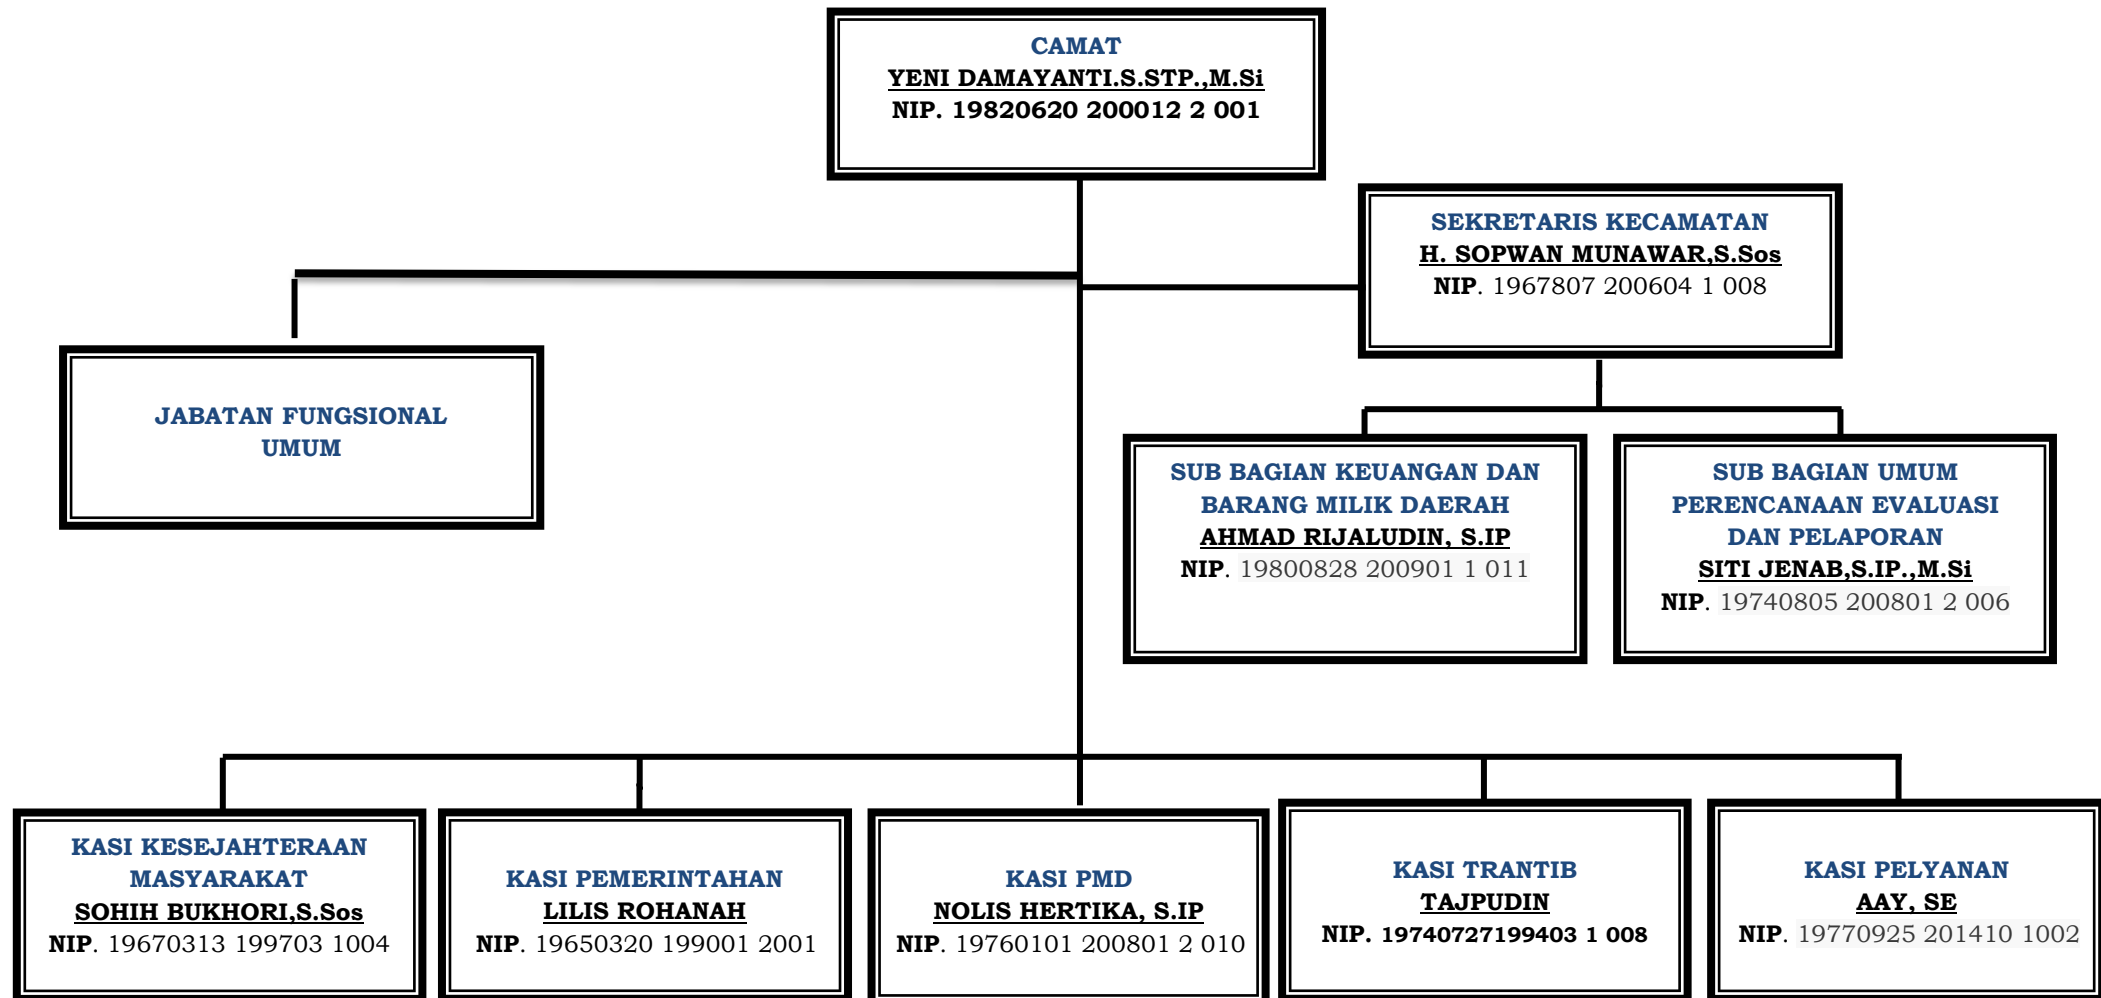 CAMAT
YENI DAMAYANTI.S.STP.,M.Si
NIP. 19820620 200012 2 001
SEKRETARIS KECAMATAN
H. SOPWAN MUNAWAR,S.Sos
NIP. 1967807 200604 1 008
JABATAN FUNGSIONAL
UMUM
SUB BAGIAN KEUANGAN DAN
BARANG MILIK DAERAH
AHMAD RIJALUDIN, S.IP
NIP. 19800828 200901 1 011
SUB BAGIAN UMUM
PERENCANAAN EVALUASI
DAN PELAPORAN
SITI JENAB,S.IP.,M.Si
NIP. 19740805 200801 2 006
KASI KESEJAHTERAAN
MASYARAKAT
SOHIH BUKHORI,S.Sos
NIP. 19670313 199703 1004
KASI PEMERINTAHAN
LILIS ROHANAH
NIP. 19650320 199001 2001
KASI PMD
NOLIS HERTIKA, S.IP
NIP. 19760101 200801 2 010
KASI TRANTIB
TAJPUDIN
NIP. 19740727199403 1 008
KASI PELYANAN
AAY, SE
NIP. 19770925 201410 1002